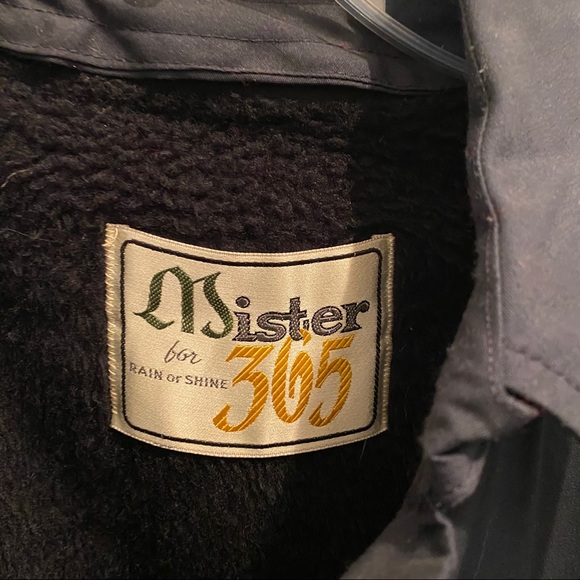 Mister
for
RAIN or SHINE
365